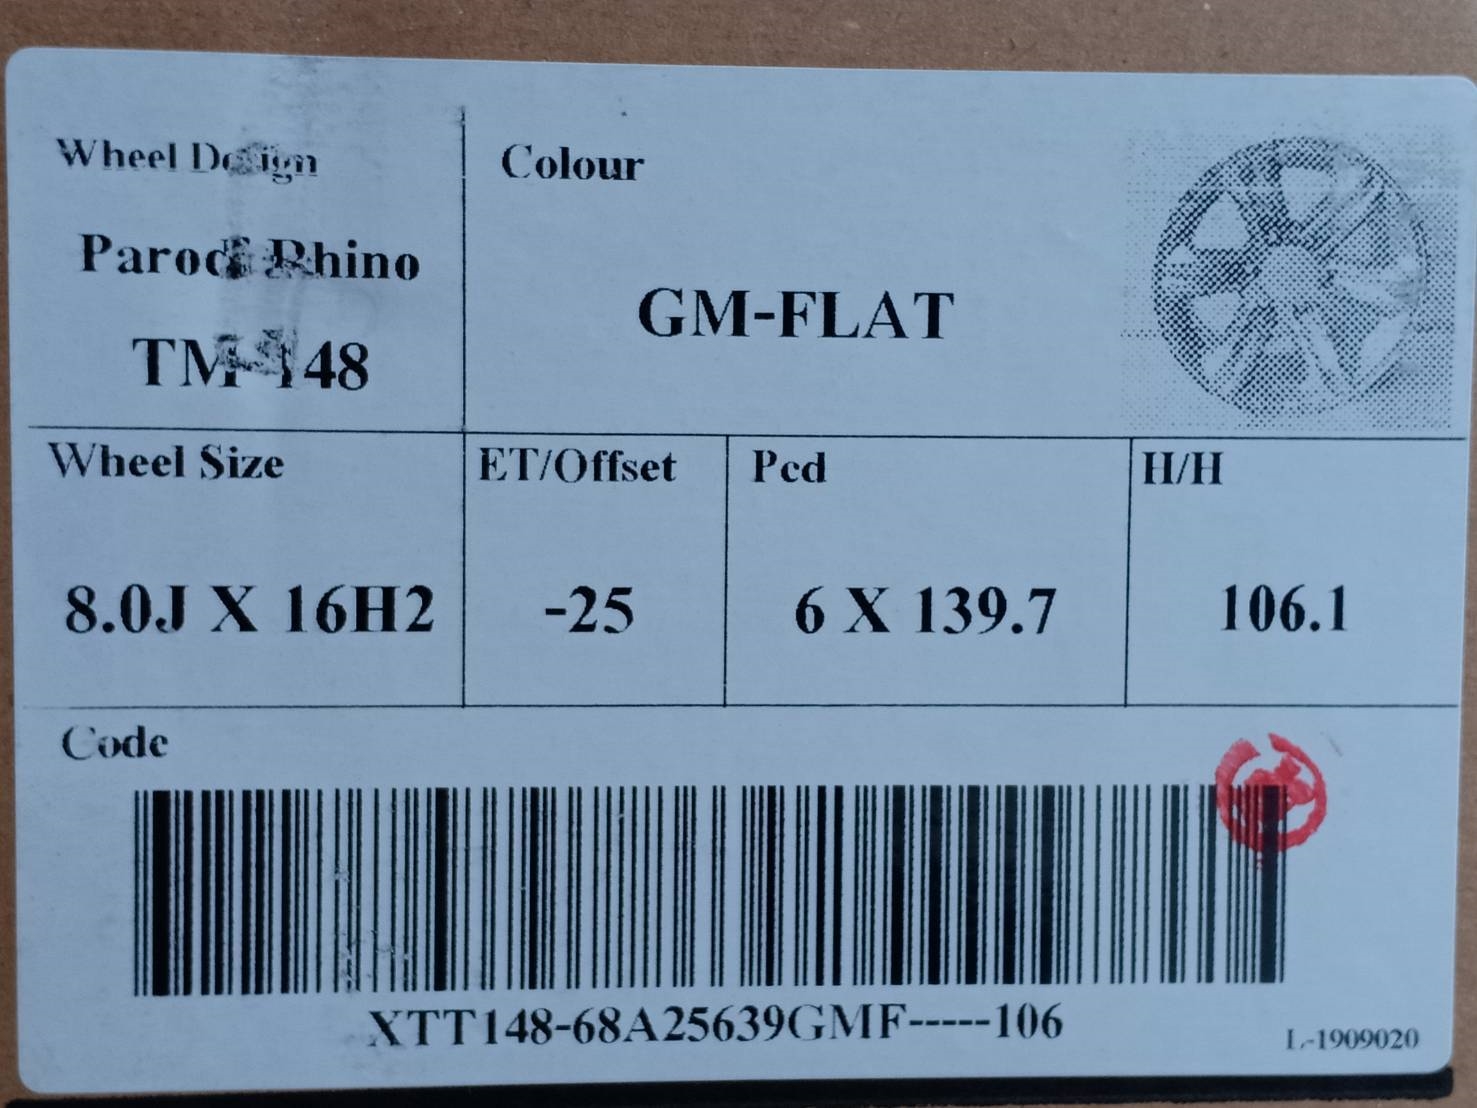 Wheel Design
Colour
Parodi Rhino
GM-FLAT
TM-148
Wheel Size
ET/Offset
Pcd
H/H
8.0J X 16H2
-25
6 X 139.7
106.1
Code
XTT148-68A25639GMF-----106
L-1909020